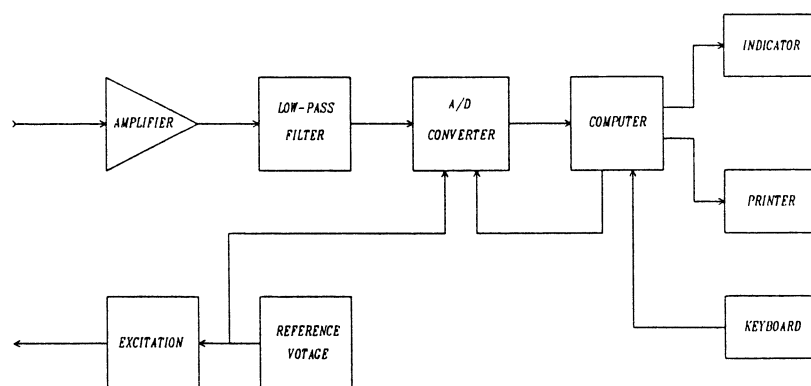 INDICATOR
AMPLIFIER
LOW-PASS
FILTER
A/D
CONVERTER
COMPUTER
PRINTER
EXCITATION
REFERENCE
VOTAGE
KEYBOARD